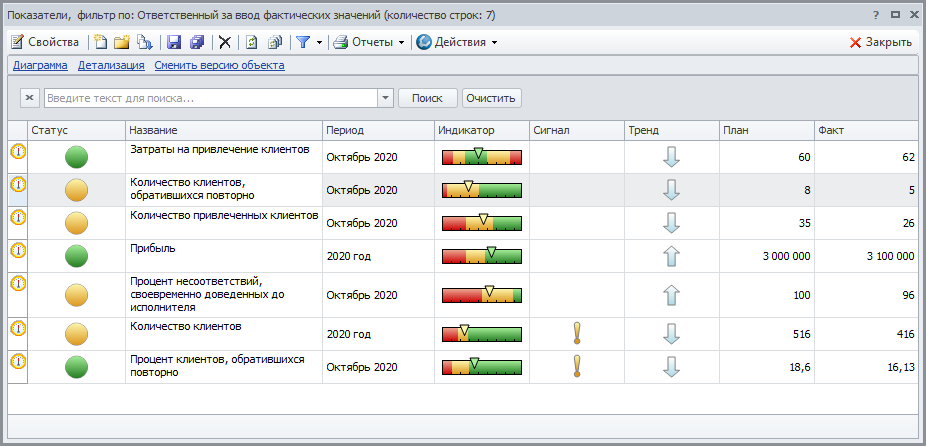 Показатели, фильтр по: Ответственный за ввод фактических значений (количество строк: 7)
Свойства Отчеты Действия Закрыть
Диаграмма Детализация Сменить версию объекта
Введите текст для поиска... Поиск Очистить
Статус Название Период Индикатор Сигнал Тренд План Факт
Затраты на привлечение клиентов Октябрь 2020 60 62
Количество клиентов,
обратившихся повторно Октябрь 2020 8 5
Количество привлеченных клиентов Октябрь 2020 35 26
Прибыль 2020 год 3 000 000 3 100 000
Процент несоответствий,
своевременно доведенных до
исполнителя Октябрь 2020 100 96
Количество клиентов 2020 год 516 416
Процент клиентов, обратившихся
повторно Октябрь 2020 18,6 16,13